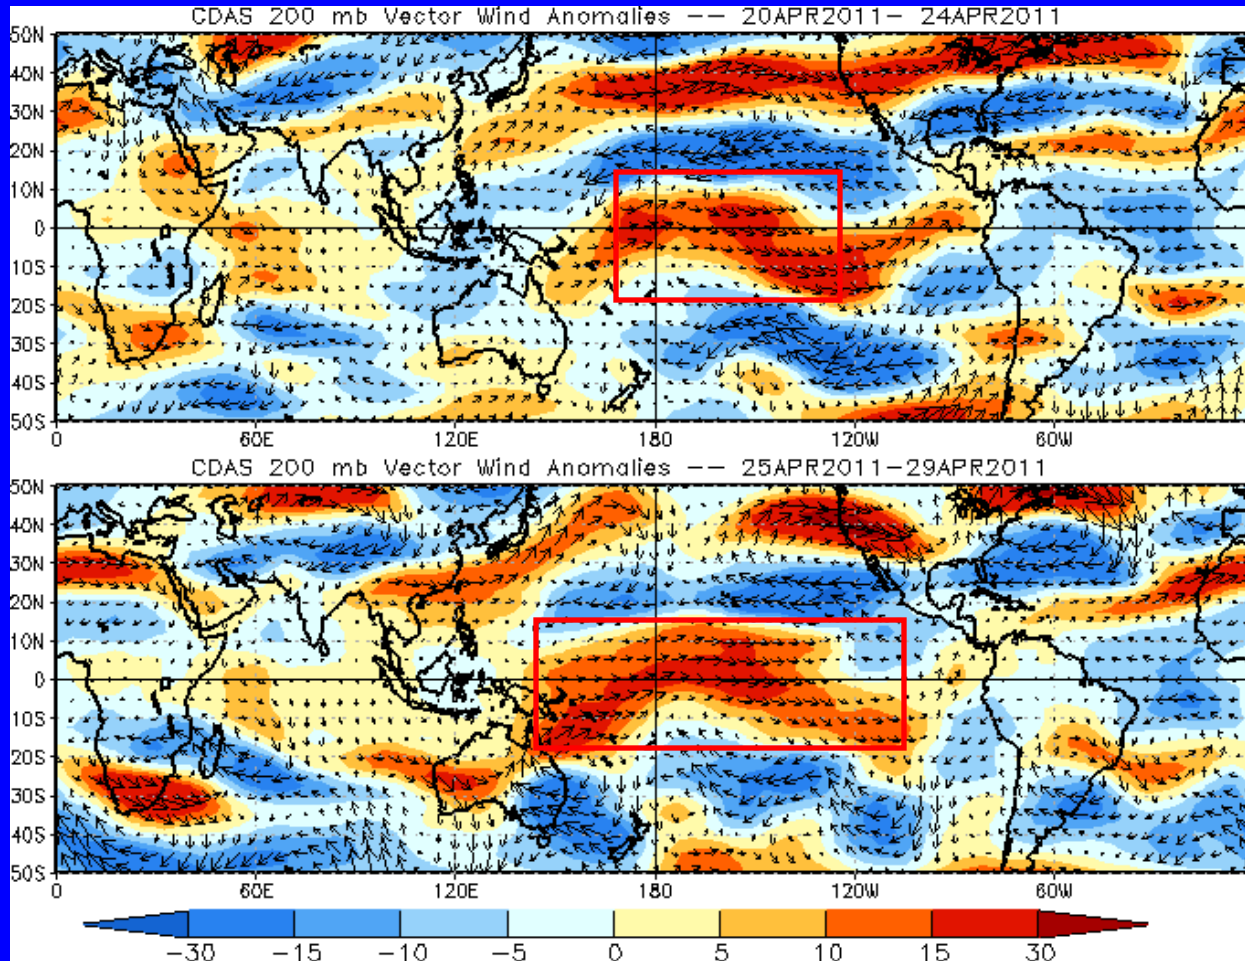 CDAS 200 mb Vector Wind Anomalies -- 20APR2011- 24APR2011
50N
40N
30N
20N
10N
0
10S
20S
30S
40S
50S
0 60E 120E 180 120W 60W
CDAS 200 mb Vector Wind Anomalies -- 25APR2011-29APR2011
50N
40N
30N
20N
10N
0
10S
20S
30S
40S
50S
0 60E 120E 180 120W 60W
-30 -15 -10 -5 0 5 10 15 30